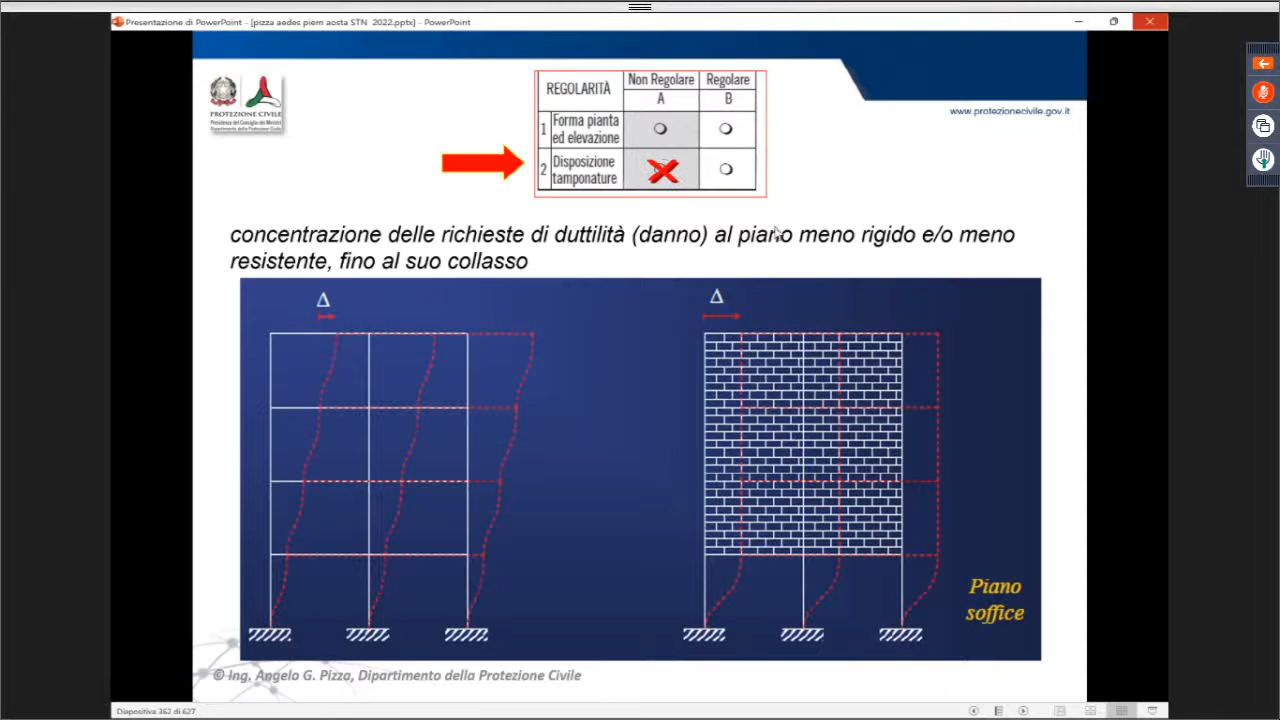 Presentazione di PowerPoint - [pizza aedes piem aosta STN  2022.pptx] - PowerPoint
PROTEZIONE CIVILE
Presidenza del Consiglio dei Ministri
Dipartimento della Protezione Civile
www.protezionecivile.gov.it
REGOLARITÀ
Non Regolare
Regolare
A
B
1
Forma pianta
ed elevazione
2
Disposizione
tamponature
concentrazione delle richieste di duttilità (danno) al piano meno rigido e/o meno
resistente, fino al suo collasso
Δ
Δ
Piano
soffice
© Ing. Angelo G. Pizza, Dipartimento della Protezione Civile
Diapositiva 362 di 627